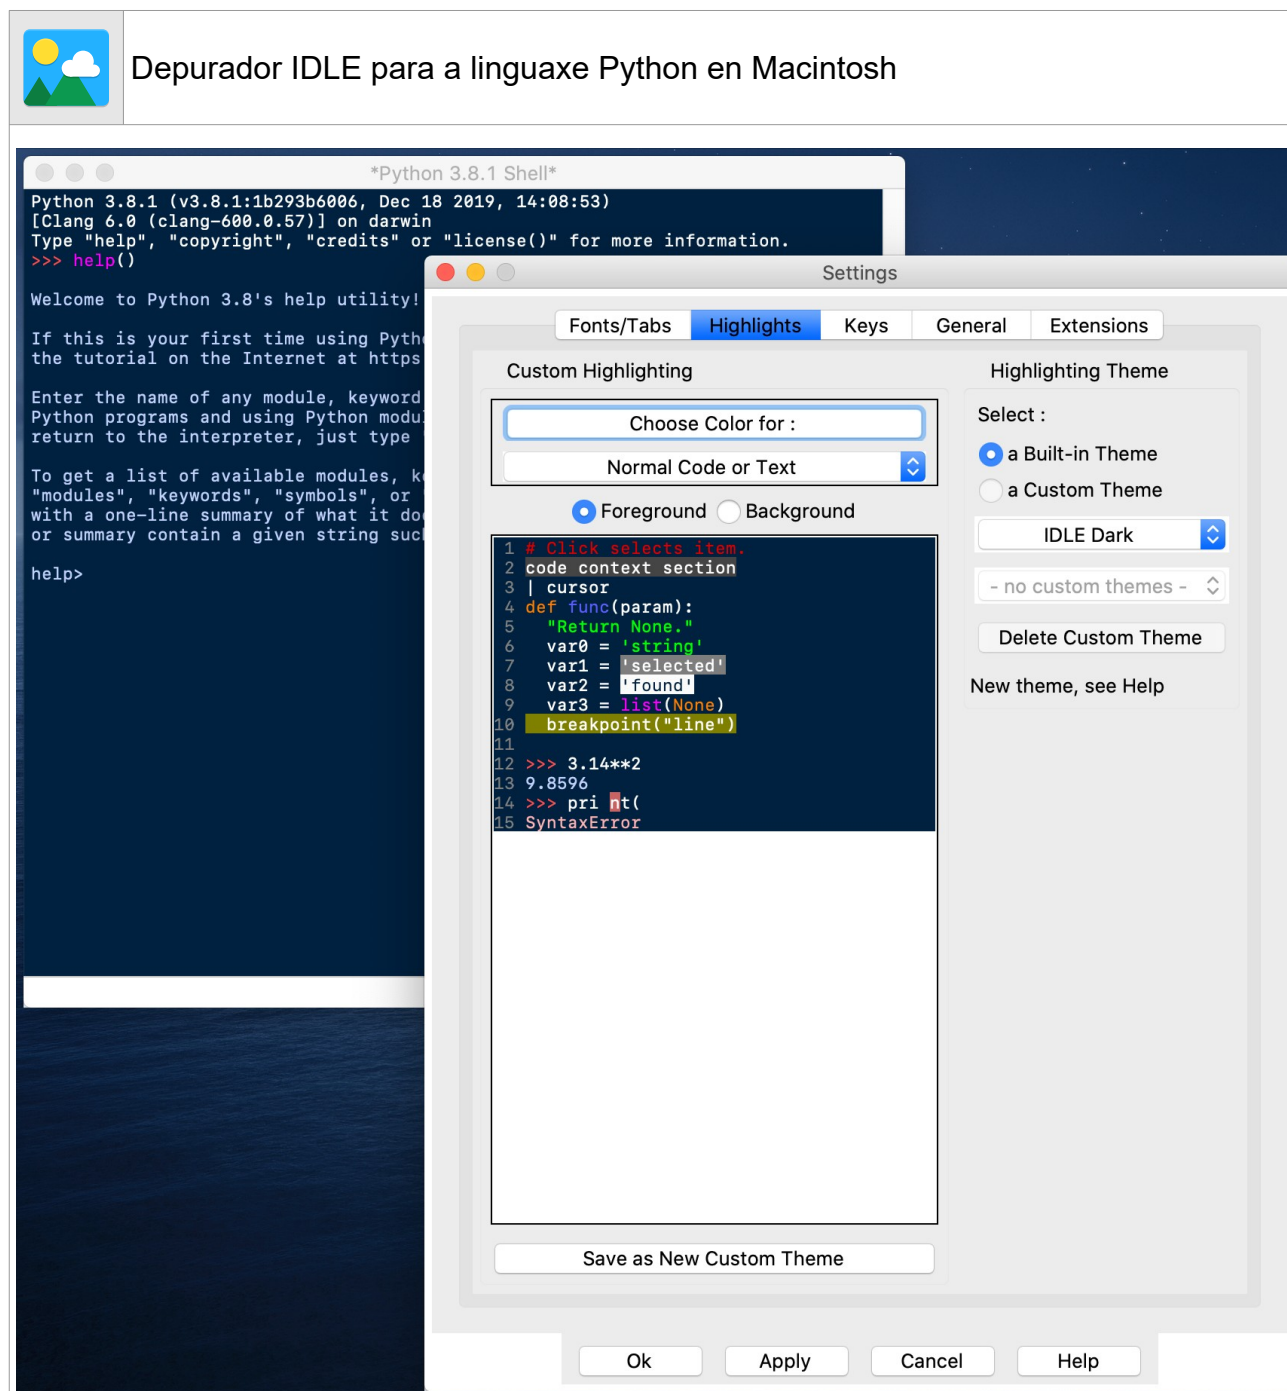 Depurador IDLE para a linguaxe Python en Macintosh
*Python 3.8.1 Shell*
Python 3.8.1 (v3.8.1:1b293b6006, Dec 18 2019, 14:08:53)
[Clang 6.0 (clang-600.0.57)] on darwin
Type "help", "copyright", "credits" or "license()" for more information.
>>> help()
Welcome to Python 3.8's help utility!
If this is your first time using Pyth
the tutorial on the Internet at https
Enter the name of any module, keyword
Python programs and using Python modu
return to the interpreter, just type
To get a list of available modules, k
"modules", "keywords", "symbols", or
with a one-line summary of what it do
or summary contain a given string suc
help>
Settings
Fonts/Tabs Highlights Keys General Extensions
Custom Highlighting
Choose Color for :
Normal Code or Text
Foreground Background
1 # Click selects item.
2 code context section
3 | cursor
4 def func(param):
5 "Return None."
6 var0 = 'string'
7 var1 = 'selected'
8 var2 = 'found'
9 var3 = list(None)
10 breakpoint("line")
11
12 >>> 3.14**2
13 9.8596
14 >>> pri nt(
15 SyntaxError
Save as New Custom Theme
Highlighting Theme
Select :
a Built-in Theme
a Custom Theme
IDLE Dark
- no custom themes -
Delete Custom Theme
New theme, see Help
Ok Apply Cancel Help